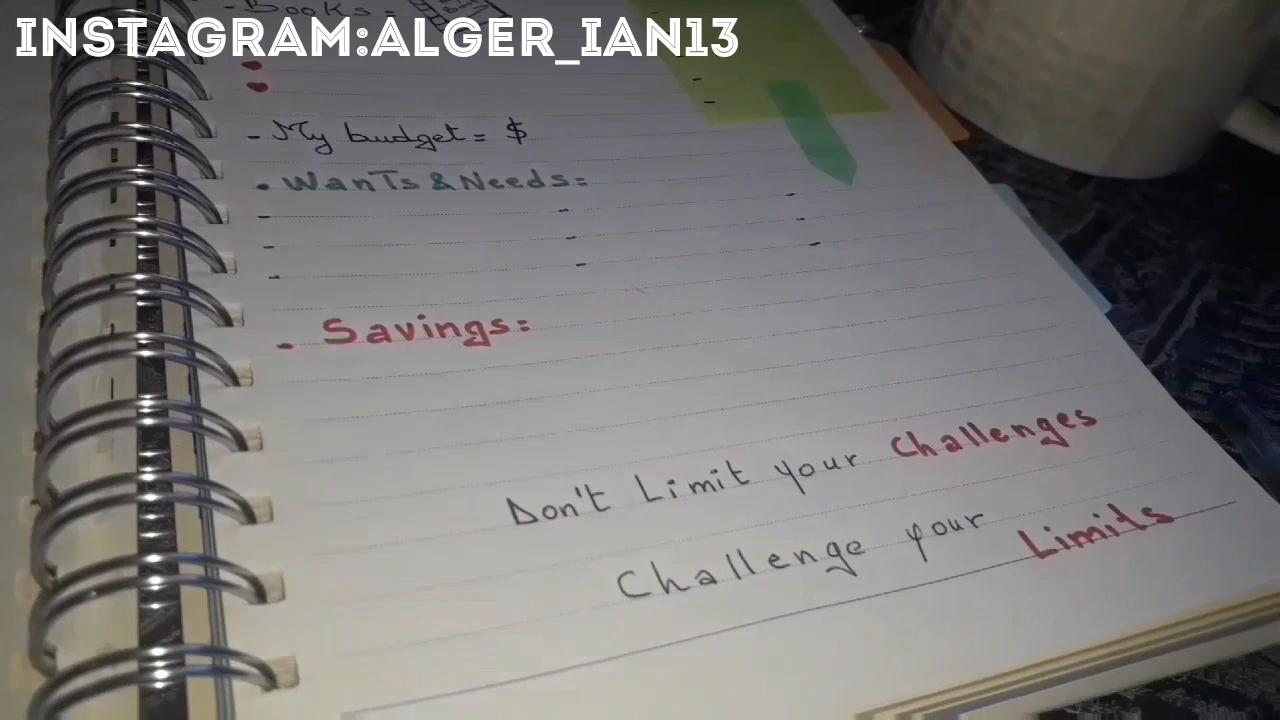 INSTAGRAM:ALGER_IAN13
- Books =
- My budget = $
• Wants & Needs:
-
-
-
-
-
-
-
-
-
• Savings:
Don't Limit your Challenges
Challenge your Limits